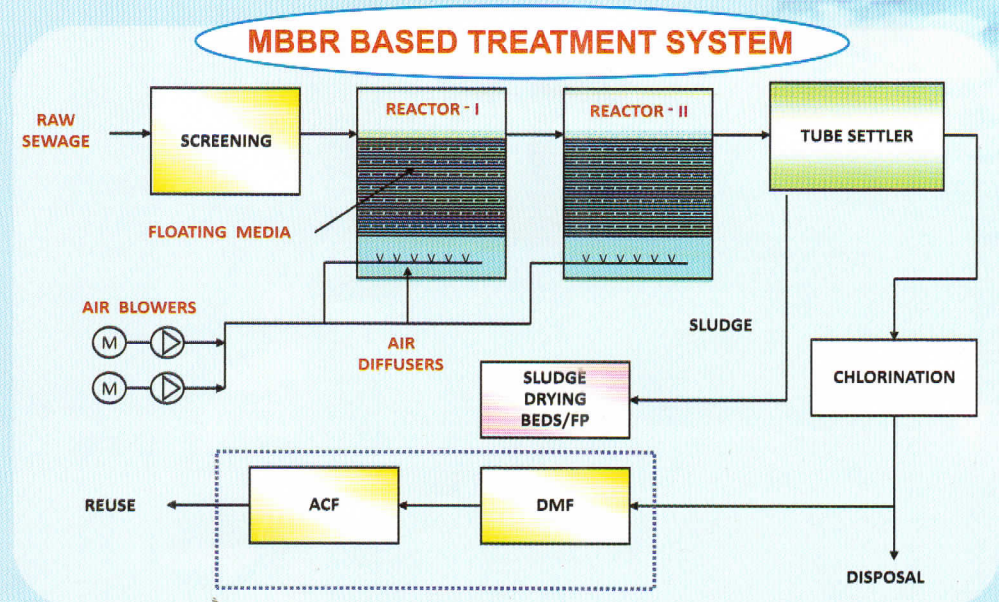 MBBR BASED TREATMENT SYSTEM
RAW
SEWAGE
SCREENING
REACTOR - I
REACTOR - II
TUBE SETTLER
FLOATING MEDIA
V V V V V V
V V V V V V
AIR BLOWERS
M
M
AIR
DIFFUSERS
SLUDGE
SLUDGE
DRYING
BEDS/FP
CHLORINATION
REUSE
ACF
DMF
DISPOSAL